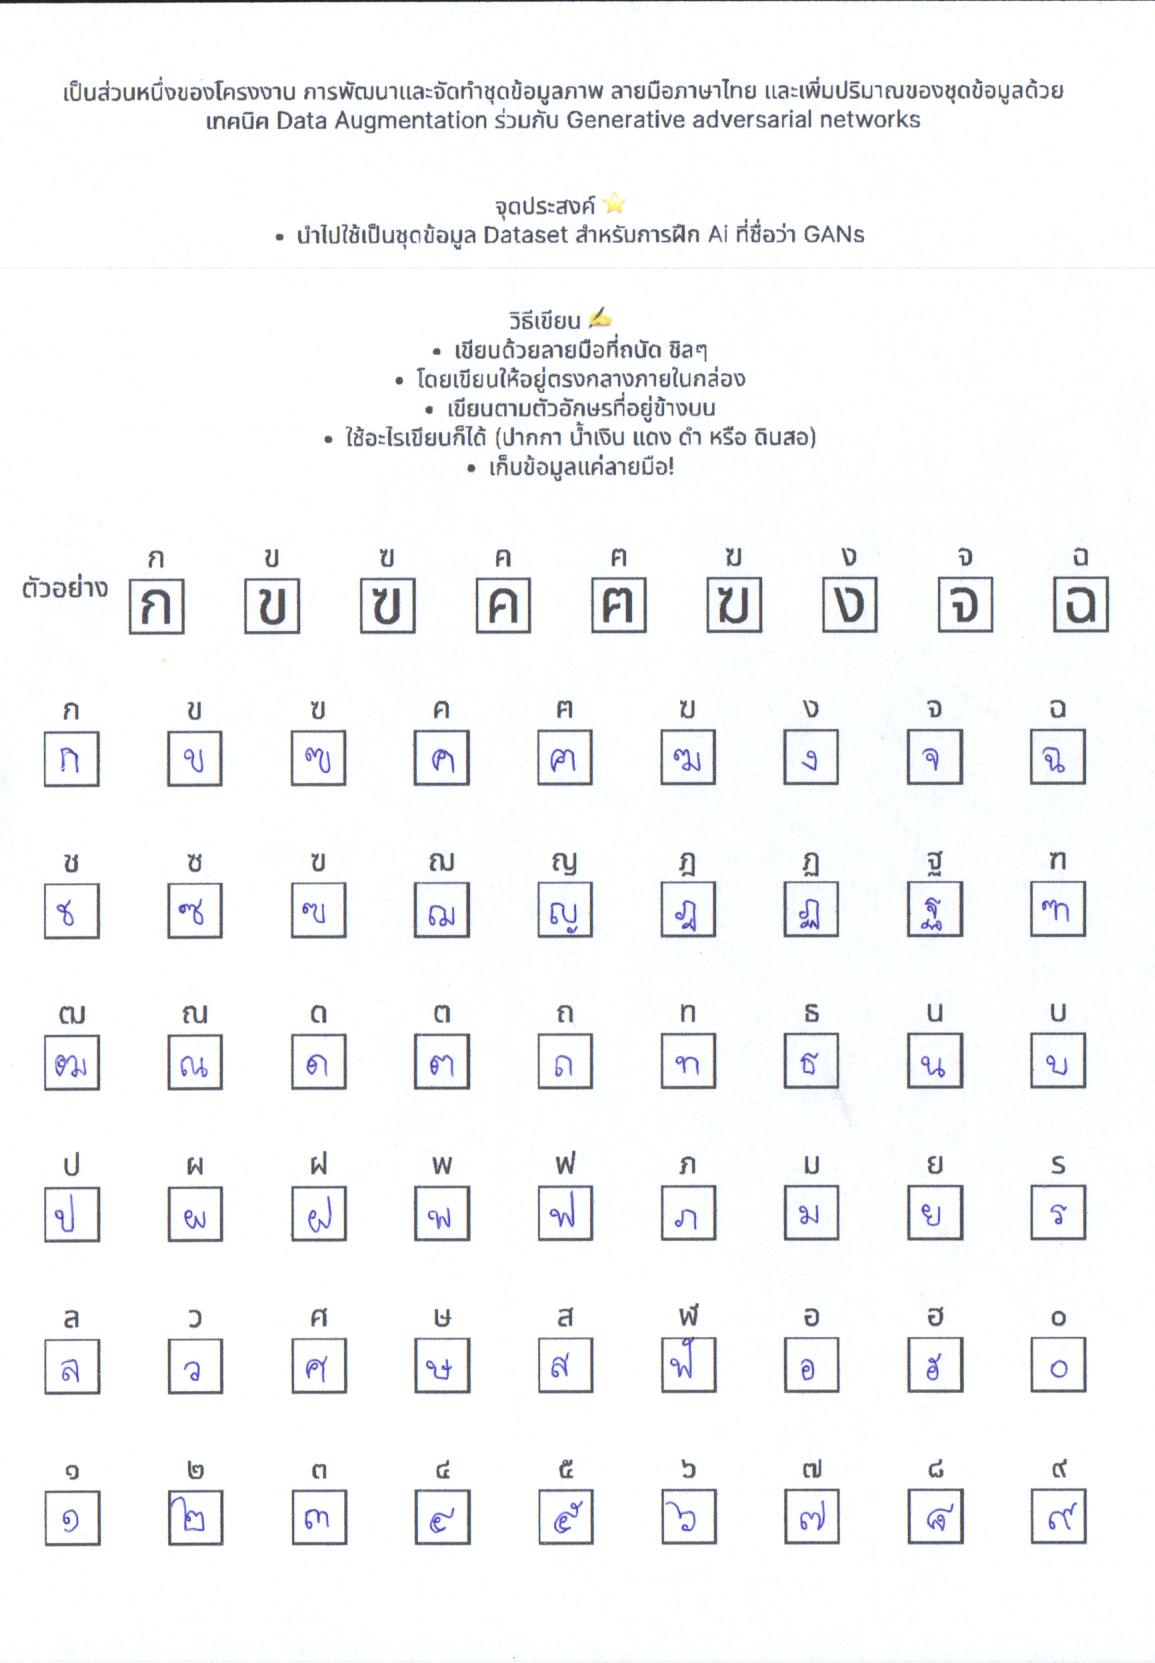 เป็นส่วนหนึ่งของโครงงาน การพัฒนาและจัดทำชุดข้อมูลภาพ ลายมือภาษาไทย และเพิ่มปริมาณของชุดข้อมูลด้วย
เทคนิค Data Augmentation ร่วมกับ Generative adversarial networks
จุดประสงค์ ⭐
• นำไปใช้เป็นชุดข้อมูล Dataset สำหรับการฝึก Ai ที่ชื่อว่า GANs
วิธีเขียน ✍
• เขียนด้วยลายมือที่ถนัด ชิลๆ
• โดยเขียนให้อยู่ตรงกลางภายในกล่อง
• เขียนตามตัวอักษรที่อยู่ข้างบน
• ใช้อะไรเขียนก็ได้ (ปากกา น้ำเงิน แดง ดำ หรือ ดินสอ)
• เก็บข้อมูลแค่ลายมือ!
ก ข ฃ ค ฅ ฆ ง จ ฉ
ตัวอย่าง ก ข ฃ ค ฅ ฆ ง จ ฉ
ก ข ฃ ค ฅ ฆ ง จ ฉ
ก ข ฃ ค ฅ ฆ ง จ ฉ
ช ซ ฃ ฌ ญ ฎ ฏ ฐ ฑ
ช ซ ฃ ฌ ญ ฎ ฏ ฐ ฑ
ฒ ณ ด ต ถ ท ธ น บ
ฒ ณ ด ต ถ ท ธ น บ
ป ผ ฝ พ ฟ ภ ม ย ร
ป ผ ฝ พ ฟ ภ ม ย ร
ล ว ศ ษ ส ฬ อ ฮ ๐
ล ว ศ ษ ส ฬ อ ฮ ๐
๑ ๒ ๓ ๔ ๕ ๖ ๗ ๘ ๙
๑ ๒ ๓ ๔ ๕ ๖ ๗ ๘ ๙